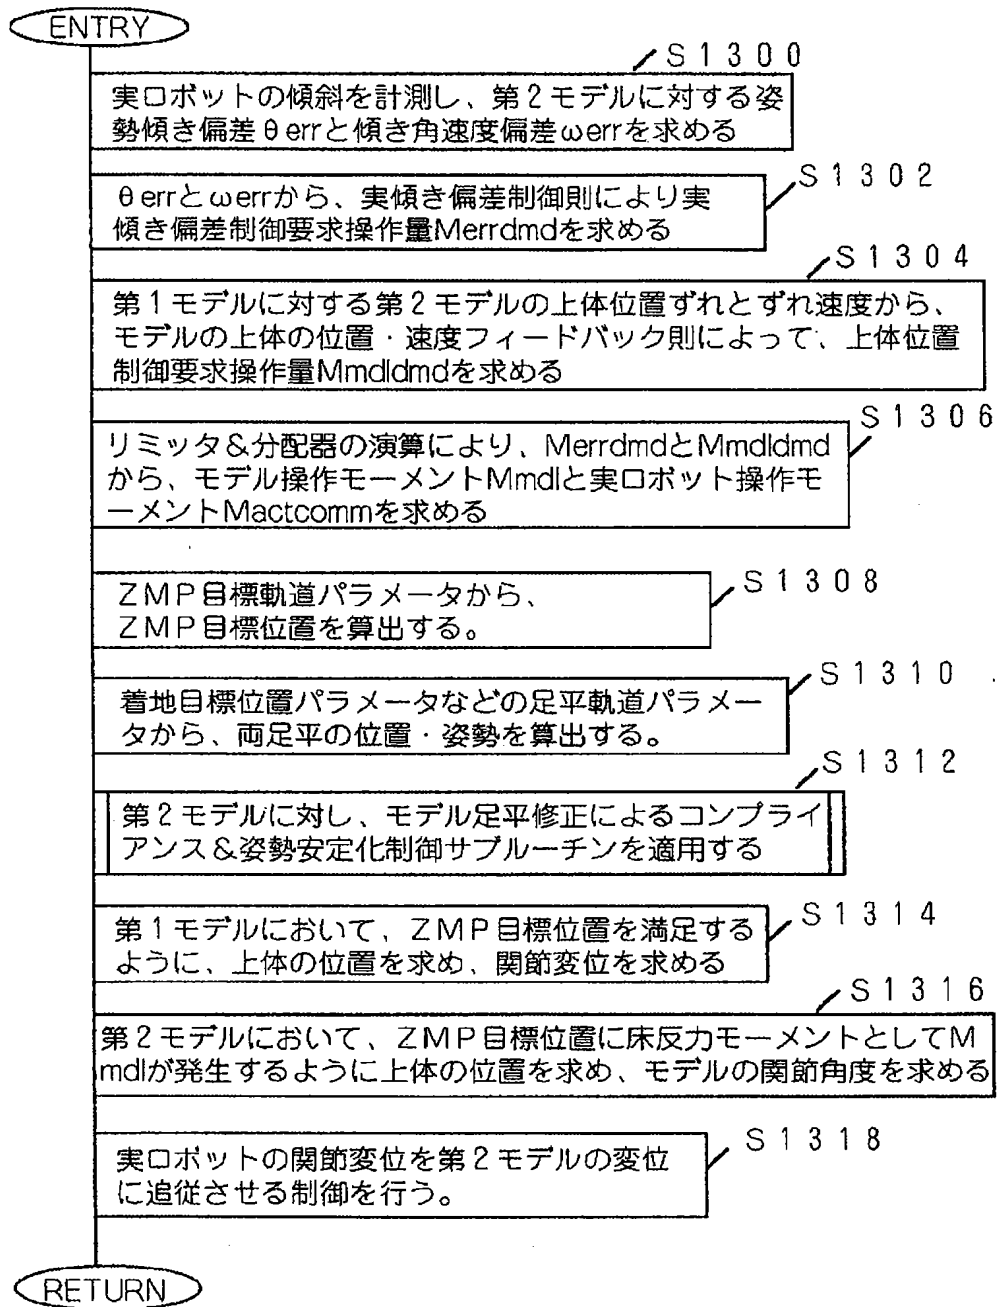 ENTRY
S1300
実ロボットの傾斜を計測し、第2モデルに対する姿
勢傾き偏差θerrと傾き角速度偏差ωerrを求める
S1302
θerrとωerrから、実傾き偏差制御則により実
傾き偏差制御要求操作量Merrdmdを求める
S1304
第1モデルに対する第2モデルの上体位置ずれとずれ速度から、
モデルの上体の位置・速度フィードバック則によって、上体位置
制御要求操作量Mmdldmdを求める
S1306
リミッタ&分配器の演算により、MerrdmdとMmdldmd
から、モデル操作モーメントMmdlと実ロボット操作モ
ーメントMactcommを求める
S1308
ZMP目標軌道パラメータから、
ZMP目標位置を算出する。
S1310
着地目標位置パラメータなどの足平軌道パラメー
タから、両足平の位置・姿勢を算出する。
S1312
第2モデルに対し、モデル足平修正によるコンプライ
アンス&姿勢安定化制御サブルーチンを適用する
S1314
第1モデルにおいて、ZMP目標位置を満足する
ように、上体の位置を求め、関節変位を求める
S1316
第2モデルにおいて、ZMP目標位置に床反力モーメントとしてM
mdlが発生するように上体の位置を求め、モデルの関節角度を求める
S1318
実ロボットの関節変位を第2モデルの変位
に追従させる制御を行う。
RETURN